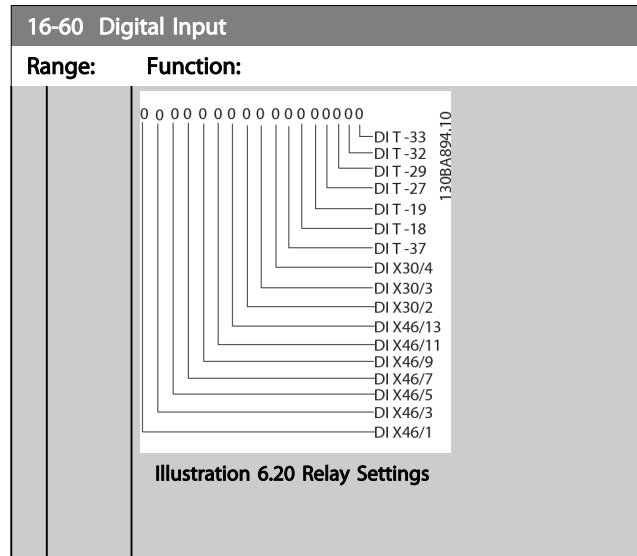 16-60 Digital Input
Range: Function:
0 0 0 0 0 0 0 0 0 0 0 0 0 0 0 0 0
DI T -33
DI T -32
DI T -29
DI T -27
DI T -19
DI T -18
DI T -37
DI X30/4
DI X30/3
DI X30/2
DI X46/13
DI X46/11
DI X46/9
DI X46/7
DI X46/5
DI X46/3
DI X46/1
130BA894.10
Illustration 6.20 Relay Settings